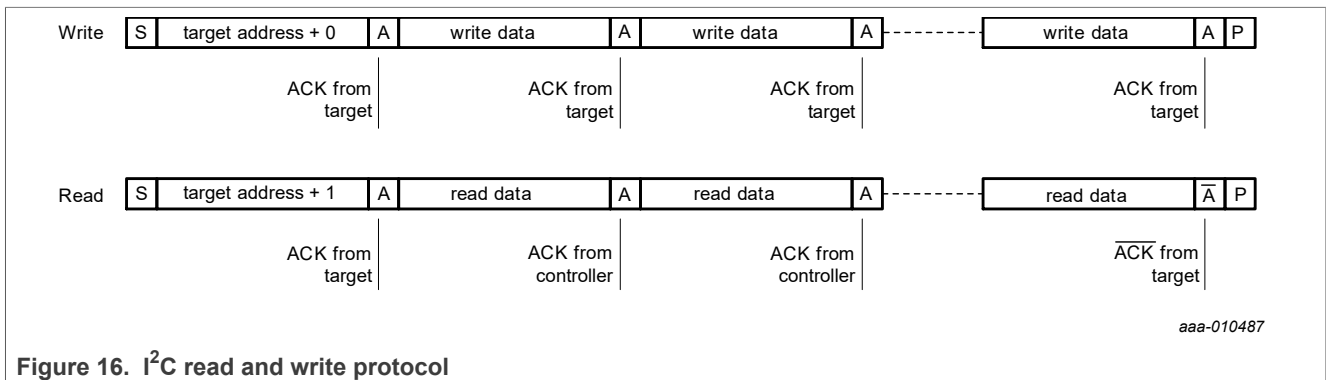 Write S target address + 0 A write data A write data A write data A P
ACK from target ACK from target ACK from target ACK from target
Read S target address + 1 A read data A read data A read data A̅ P
ACK from target ACK from controller ACK from controller A̅C̅K̅ from target
aaa-010487
Figure 16. I²C read and write protocol